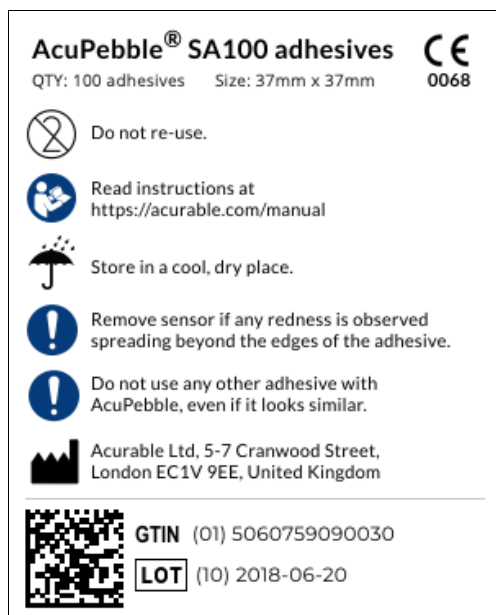 AcuPebble® SA100 adhesives
CE
QTY: 100 adhesives Size: 37mm x 37mm
0068
Do not re-use.
Read instructions at
https://acurable.com/manual
Store in a cool, dry place.
Remove sensor if any redness is observed
spreading beyond the edges of the adhesive.
Do not use any other adhesive with
AcuPebble, even if it looks similar.
Acurable Ltd, 5-7 Cranwood Street,
London EC1V 9EE, United Kingdom
GTIN (01) 5060759090030
LOT (10) 2018-06-20